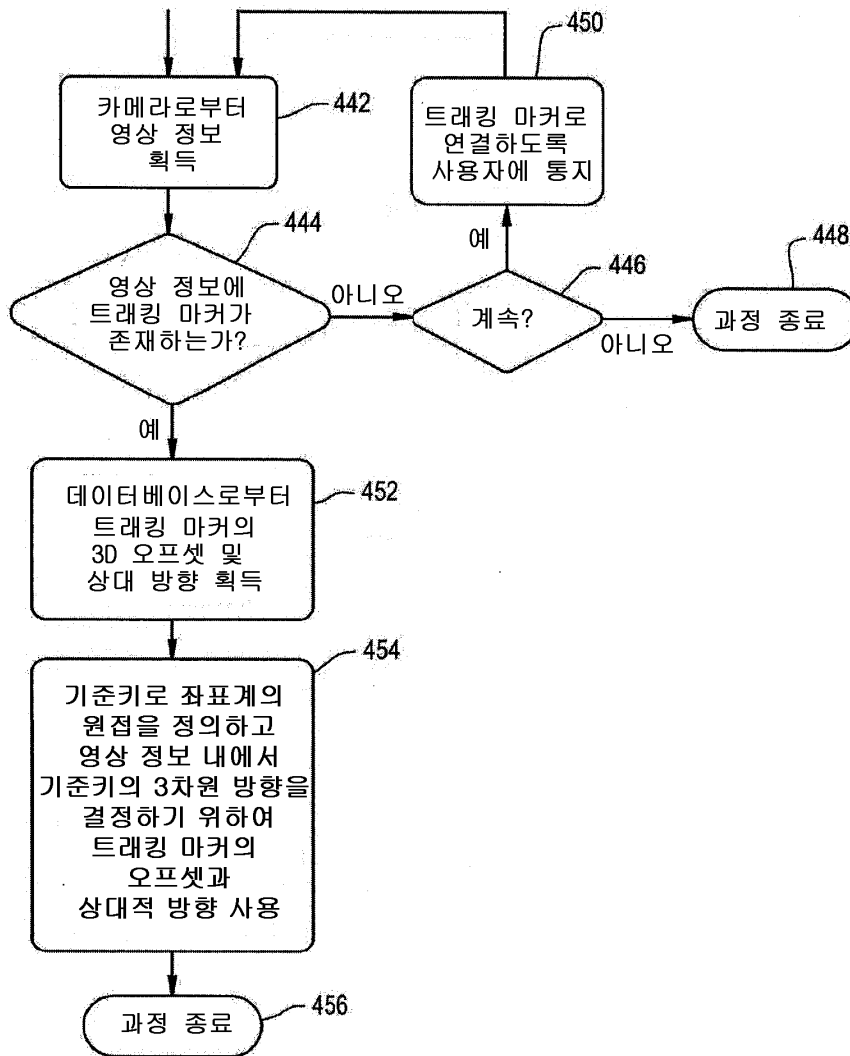 카메라로부터
영상 정보
획득
442
트래킹 마커로
연결하도록
사용자에 통지
450
영상 정보에
트래킹 마커가
존재하는가?
444
아니오
예
계속?
446
아니오
과정 종료
448
예
데이터베이스로부터
트래킹 마커의
3D 오프셋 및
상대 방향 획득
452
기준키로 좌표계의
원접을 정의하고
영상 정보 내에서
기준키의 3차원 방향을
결정하기 위하여
트래킹 마커의
오프셋과
상대적 방향 사용
454
과정 종료
456